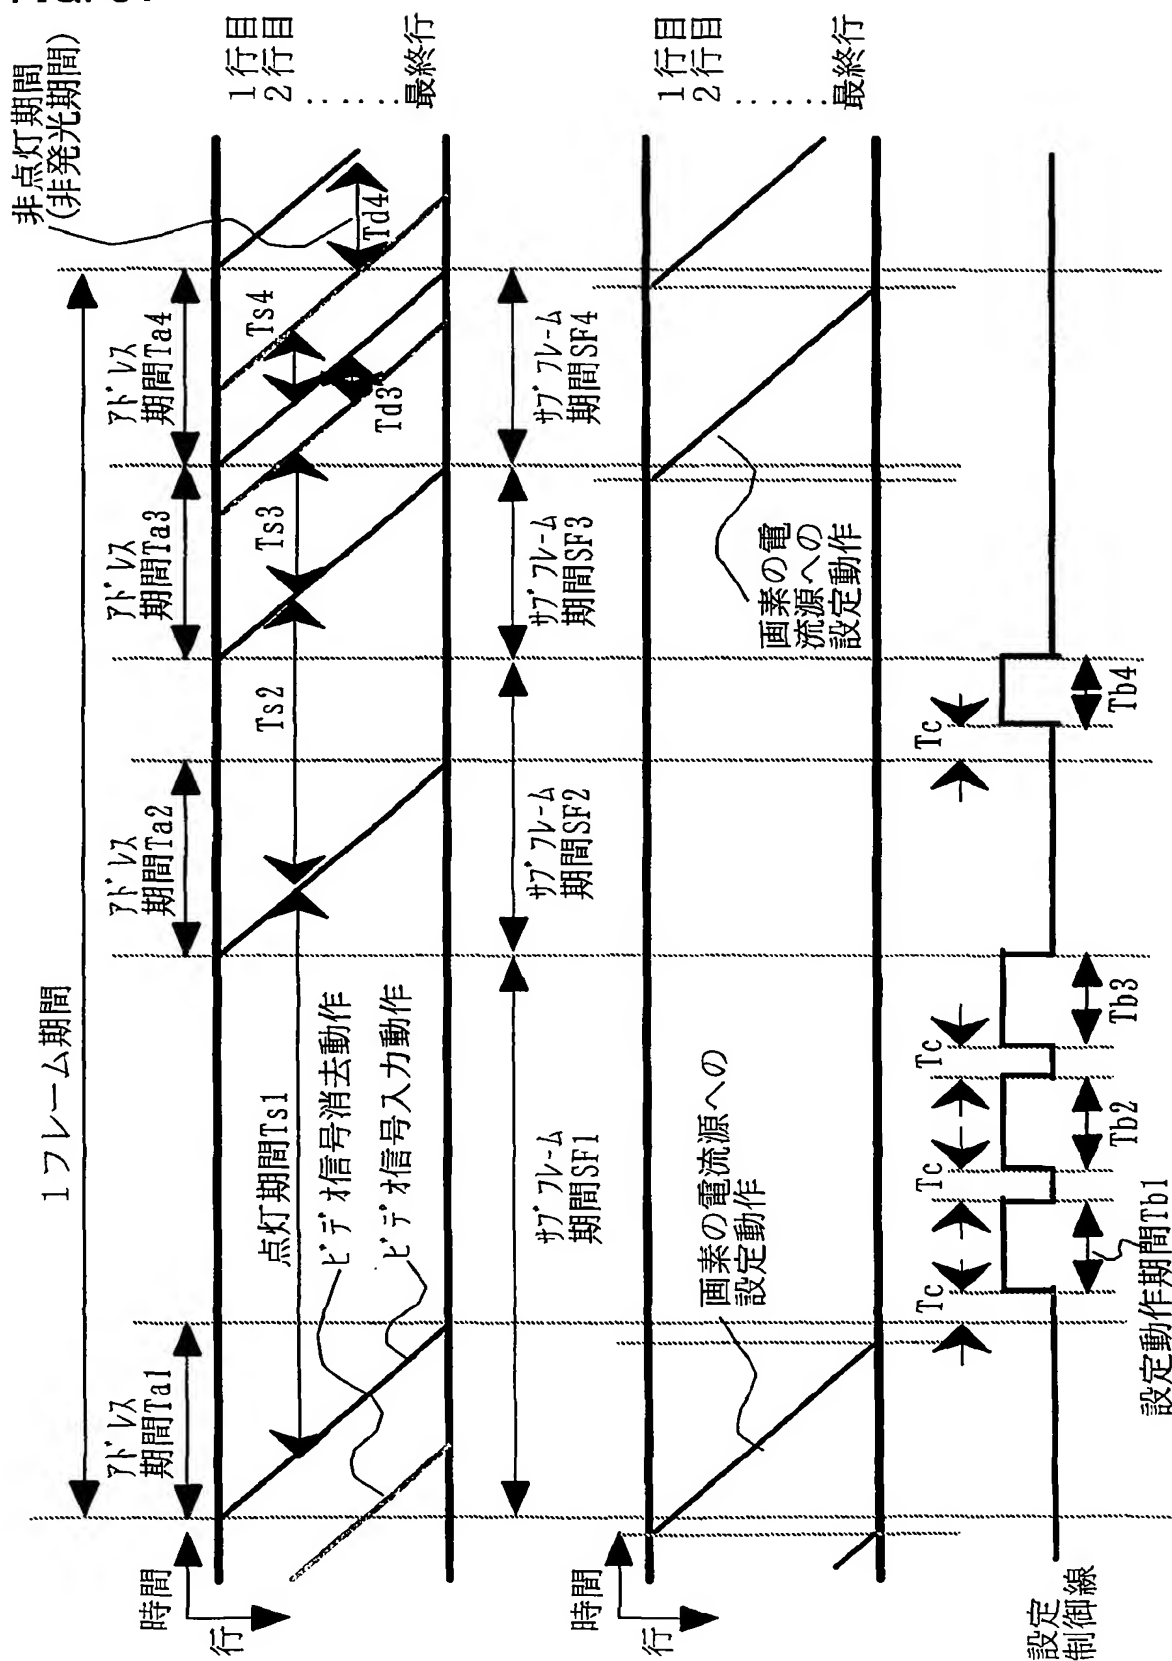 1フレーム期間
アドレス
期間Ta1
アドレス
期間Ta2
アドレス
期間Ta3
アドレス
期間Ta4
非点灯期間
(非発光期間)
時間
行
点灯期間Ts1
ビデオ信号消去動作
ビデオ信号入力動作
Ts2
Ts3
Ts4
Td3
Td4
1行目
2行目
......
最終行
サブフレーム
期間SF1
サブフレーム
期間SF2
サブフレーム
期間SF3
サブフレーム
期間SF4
時間
行
画素の電流源への
設定動作
画素の電
流源への
設定動作
1行目
2行目
......
最終行
Tc
Tc
Tc
Tc
設定
制御線
設定動作期間Tb1
Tb2
Tb3
Tb4